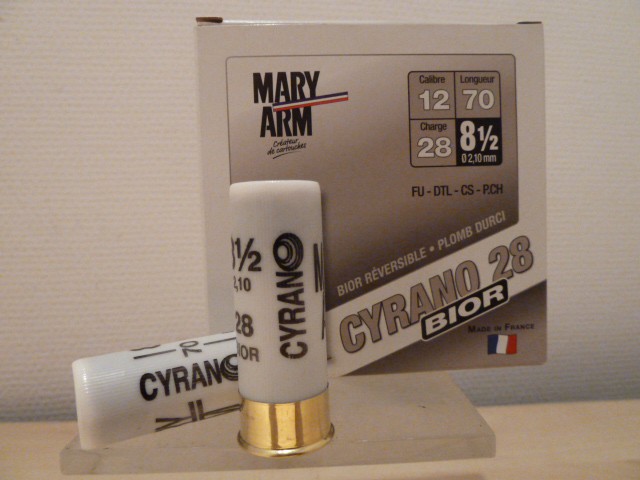 MARY
ARM
Créateur
de cartouches
Calibre
12
Longueur
70
Charge
28
8½
Ø 2,10 mm
FU - DTL - CS - P.CH
BIOR RÉVERSIBLE • PLOMB DURCI
CYRANO 28
BIOR
MADE IN FRANCE
8½
2,10
28
BIOR
CYRANO
70
CYRANO